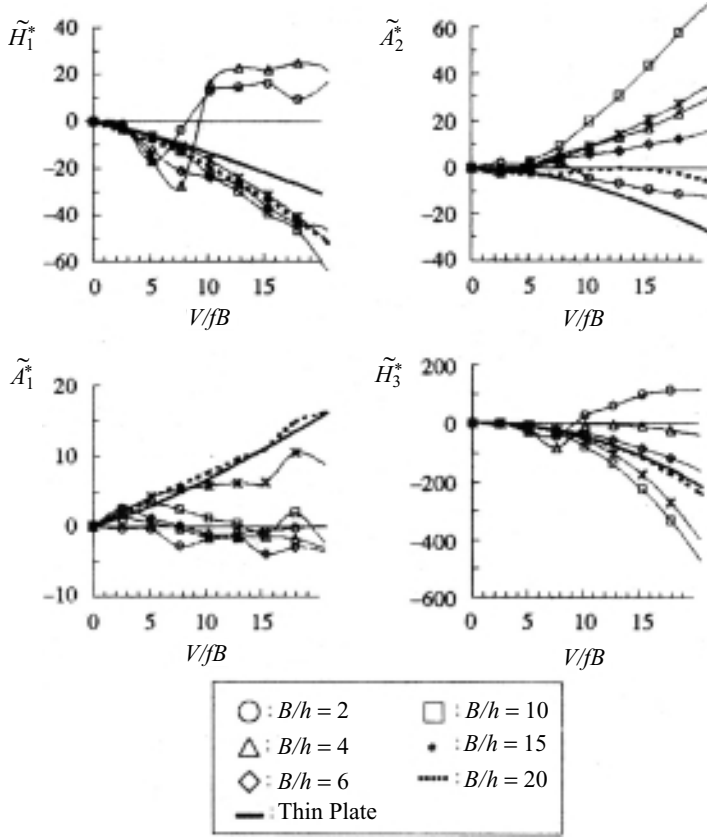 H̃₁* Ã₂*
40 60
20 40
0 20
−20 0
−40 −20
−60 −40
0 5 10 15 0 5 10 15
V/fB V/fB
Ã₁* H̃₃*
20 200
10 0
0 −200
−10 −400
−600
0 5 10 15 0 5 10 15
V/fB V/fB
: B/h = 2 : B/h = 10
: B/h = 4 : B/h = 15
: B/h = 6 : B/h = 20
: Thin Plate